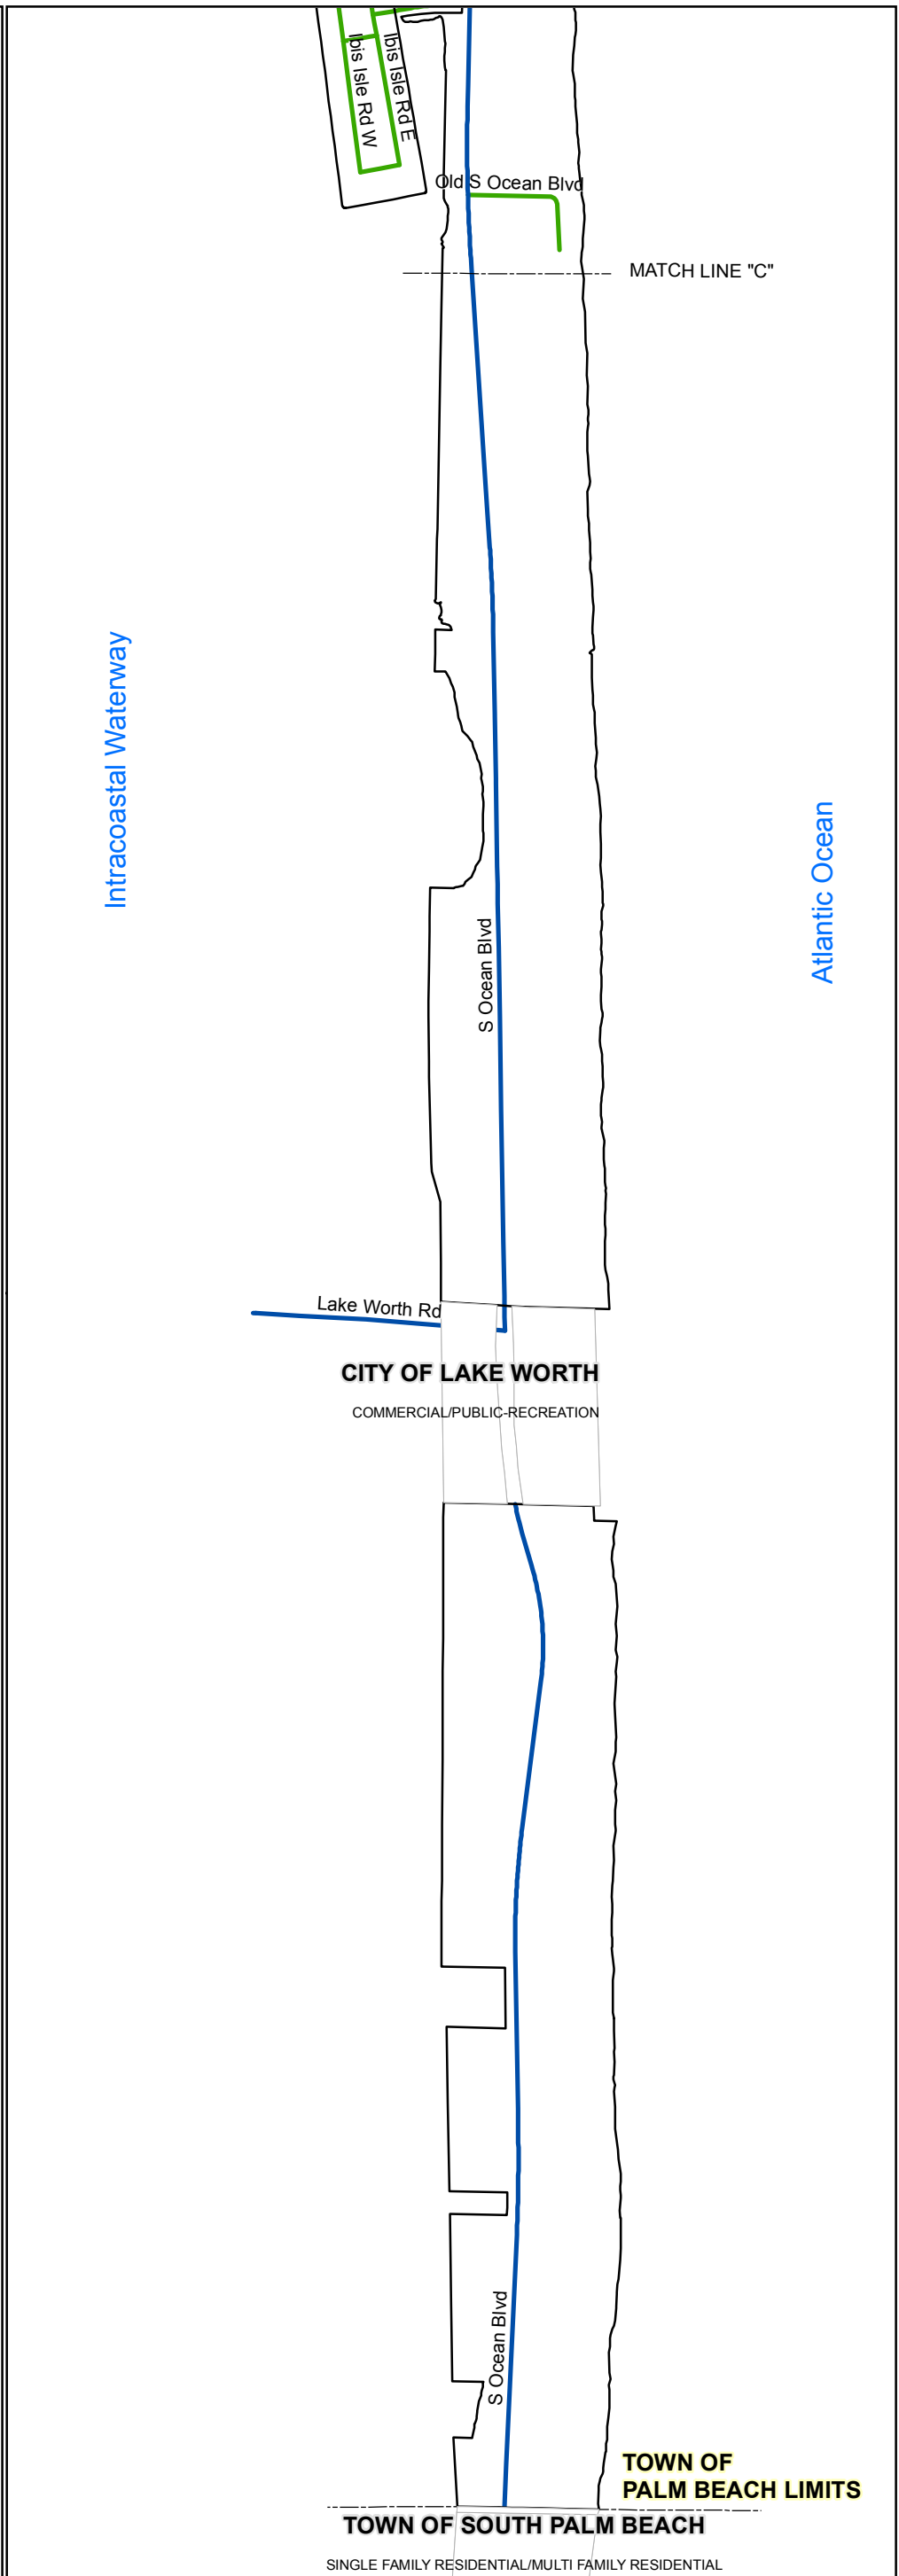 Ibis Isle Rd W
Ibis Isle Rd E
Old S Ocean Blvd
MATCH LINE "C"
Intracoastal Waterway
Atlantic Ocean
S Ocean Blvd
Lake Worth Rd
CITY OF LAKE WORTH
COMMERCIAL/PUBLIC-RECREATION
S Ocean Blvd
TOWN OF
PALM BEACH LIMITS
TOWN OF SOUTH PALM BEACH
SINGLE FAMILY RESIDENTIAL/MULTI FAMILY RESIDENTIAL